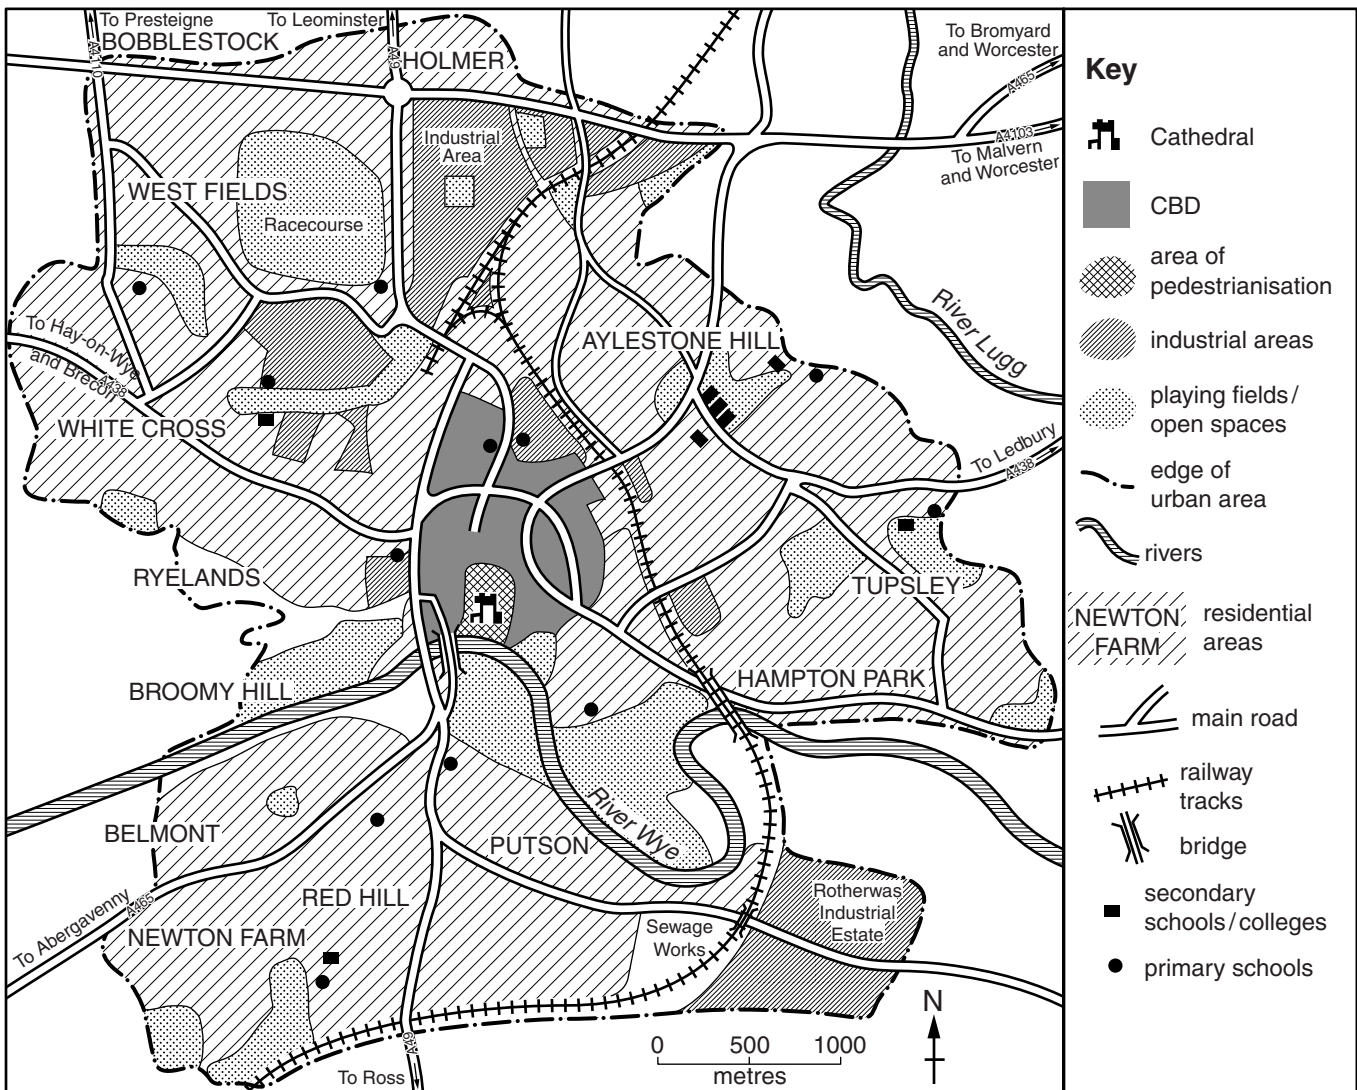 To Presteigne
To Leominster
BOBBLESTOCK
A4110
A49
HOLMER
To Bromyard
and Worcester
A465
A4103
To Malvern
and Worcester
Industrial
Area
WEST FIELDS
Racecourse
River Lugg
To Hay-on-Wye
and Brecon
A438
AYLESTONE HILL
WHITE CROSS
To Ledbury
A438
RYELANDS
TUPSLEY
BROOMY HILL
HAMPTON PARK
River Wye
BELMONT
PUTSON
RED HILL
Rotherwas
Industrial
Estate
To Abergavenny
A465
NEWTON FARM
Sewage
Works
A49
To Ross
N
0 500 1000
metres
Key
Cathedral
CBD
area of
pedestrianisation
industrial areas
playing fields/
open spaces
edge of
urban area
rivers
NEWTON
FARM
residential
areas
main road
railway
tracks
bridge
secondary
schools/colleges
primary schools